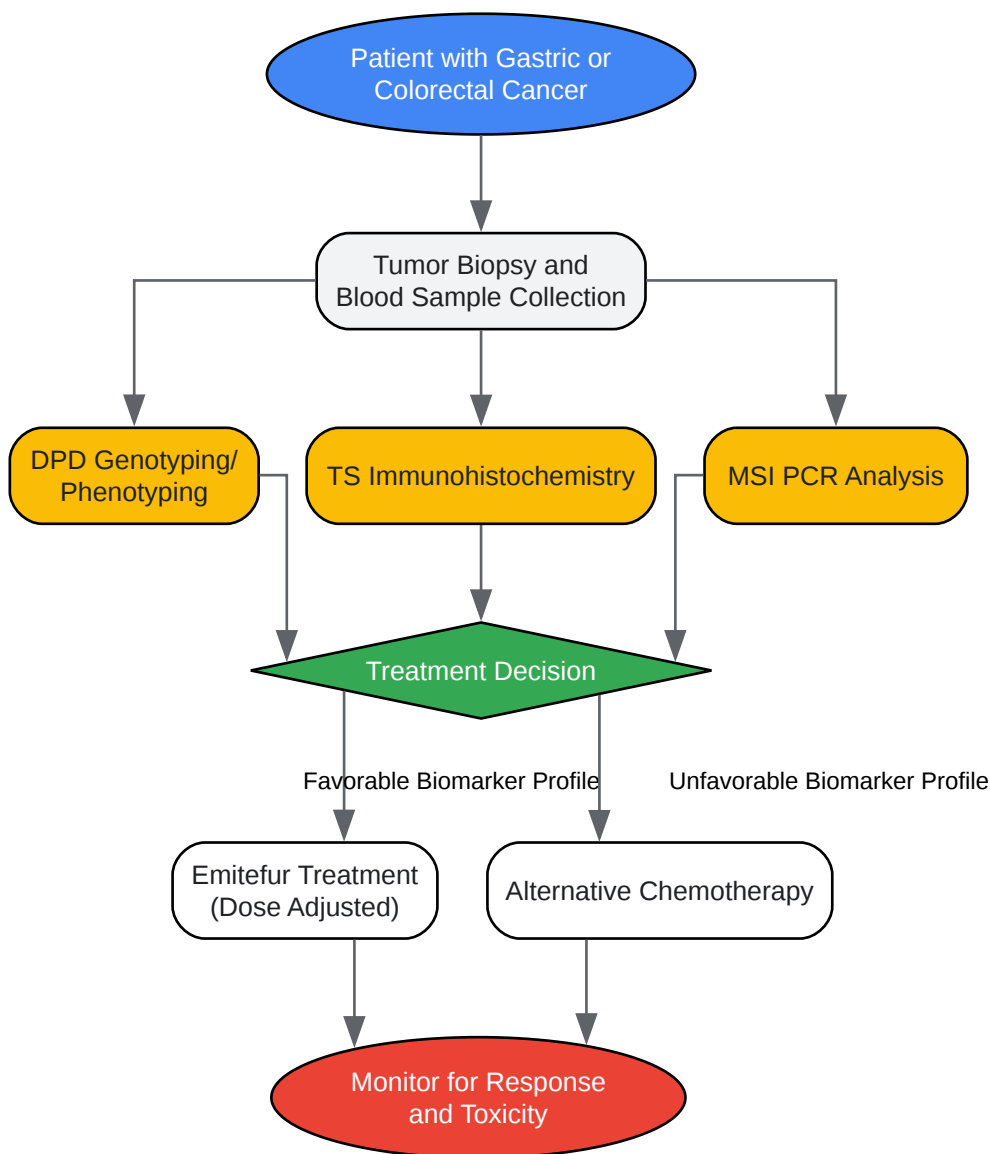 Patient with Gastric or
Colorectal Cancer
Tumor Biopsy and
Blood Sample Collection
DPD Genotyping/
Phenotyping
TS Immunohistochemistry
MSI PCR Analysis
Treatment Decision
Favorable Biomarker Profile
Unfavorable Biomarker Profile
Emitefur Treatment
(Dose Adjusted)
Alternative Chemotherapy
Monitor for Response
and Toxicity